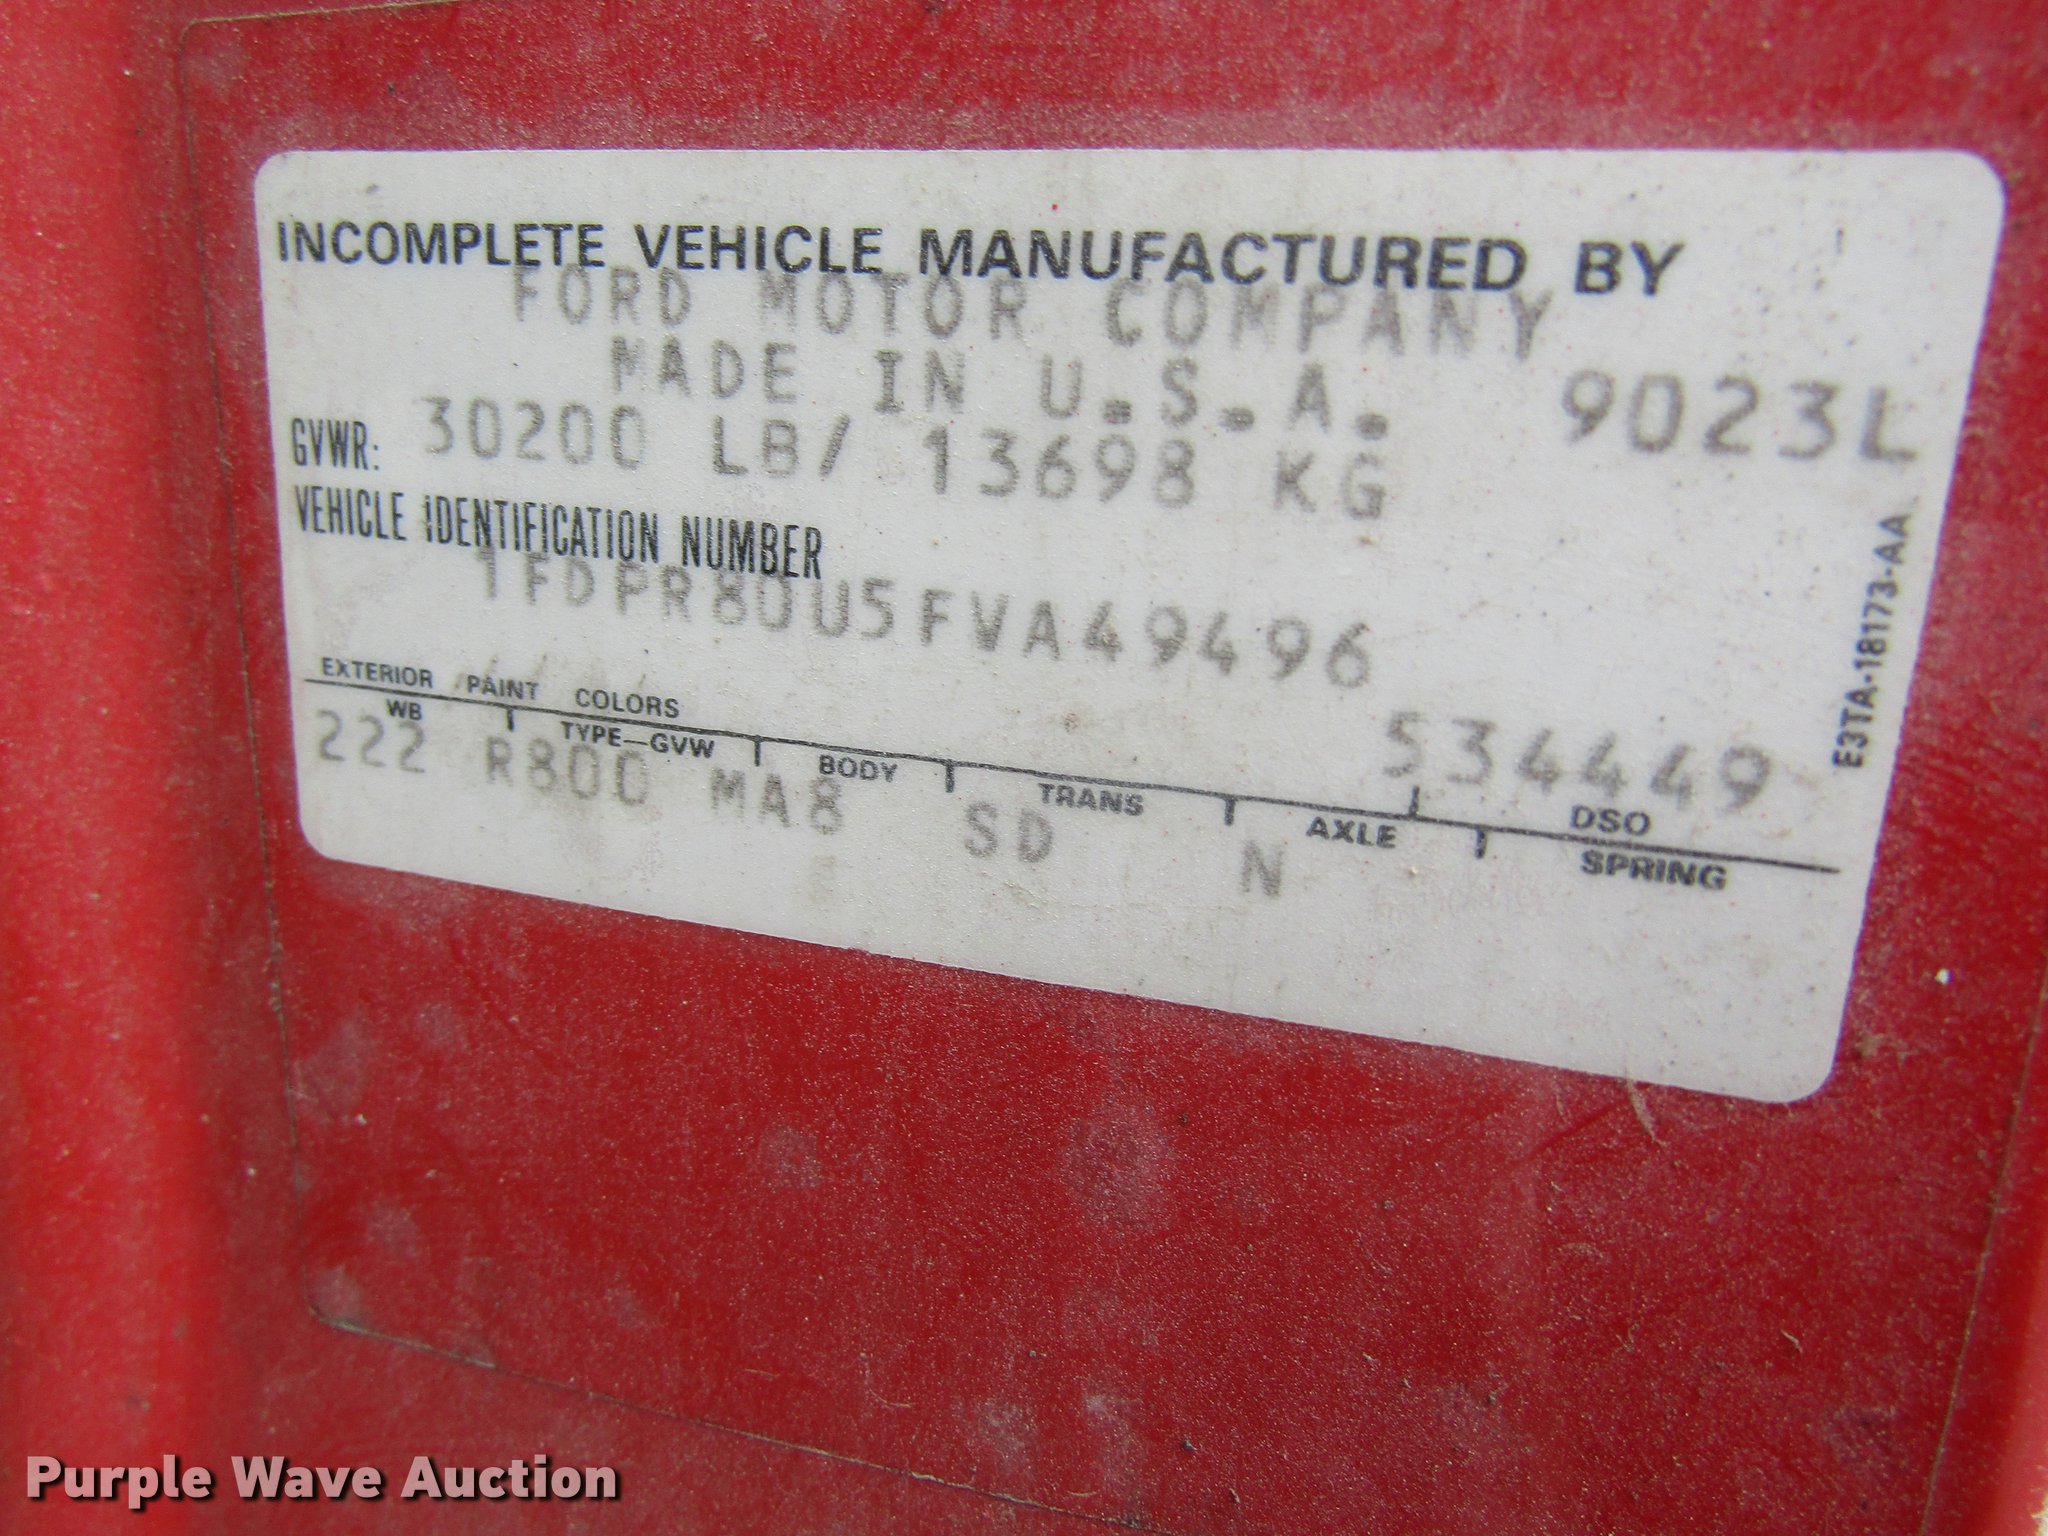 INCOMPLETE VEHICLE MANUFACTURED BY
FORD MOTOR COMPANY
MADE IN U.S.A.
9023L
GVWR: 30200 LB/ 13698 KG
VEHICLE IDENTIFICATION NUMBER
1FDPR80U5FVA49496
E3TA-18173-AA
EXTERIOR PAINT COLORS
534449
WB TYPE-GVW BODY TRANS AXLE DSO
222 R800 MA8 SD N SPRING
Purple Wave Auction